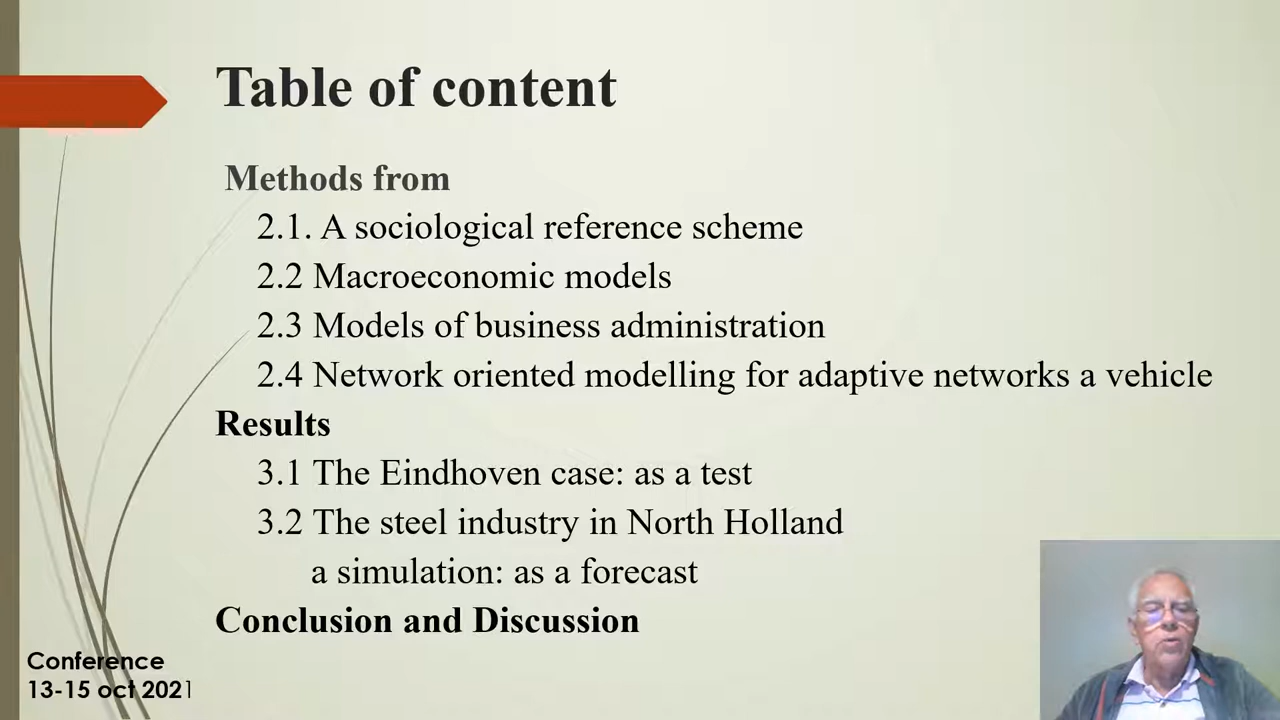 Table of content
Methods from
2.1. A sociological reference scheme
2.2 Macroeconomic models
2.3 Models of business administration
2.4 Network oriented modelling for adaptive networks a vehicle
Results
3.1 The Eindhoven case: as a test
3.2 The steel industry in North Holland
a simulation: as a forecast
Conclusion and Discussion
Conference
13-15 oct 2021